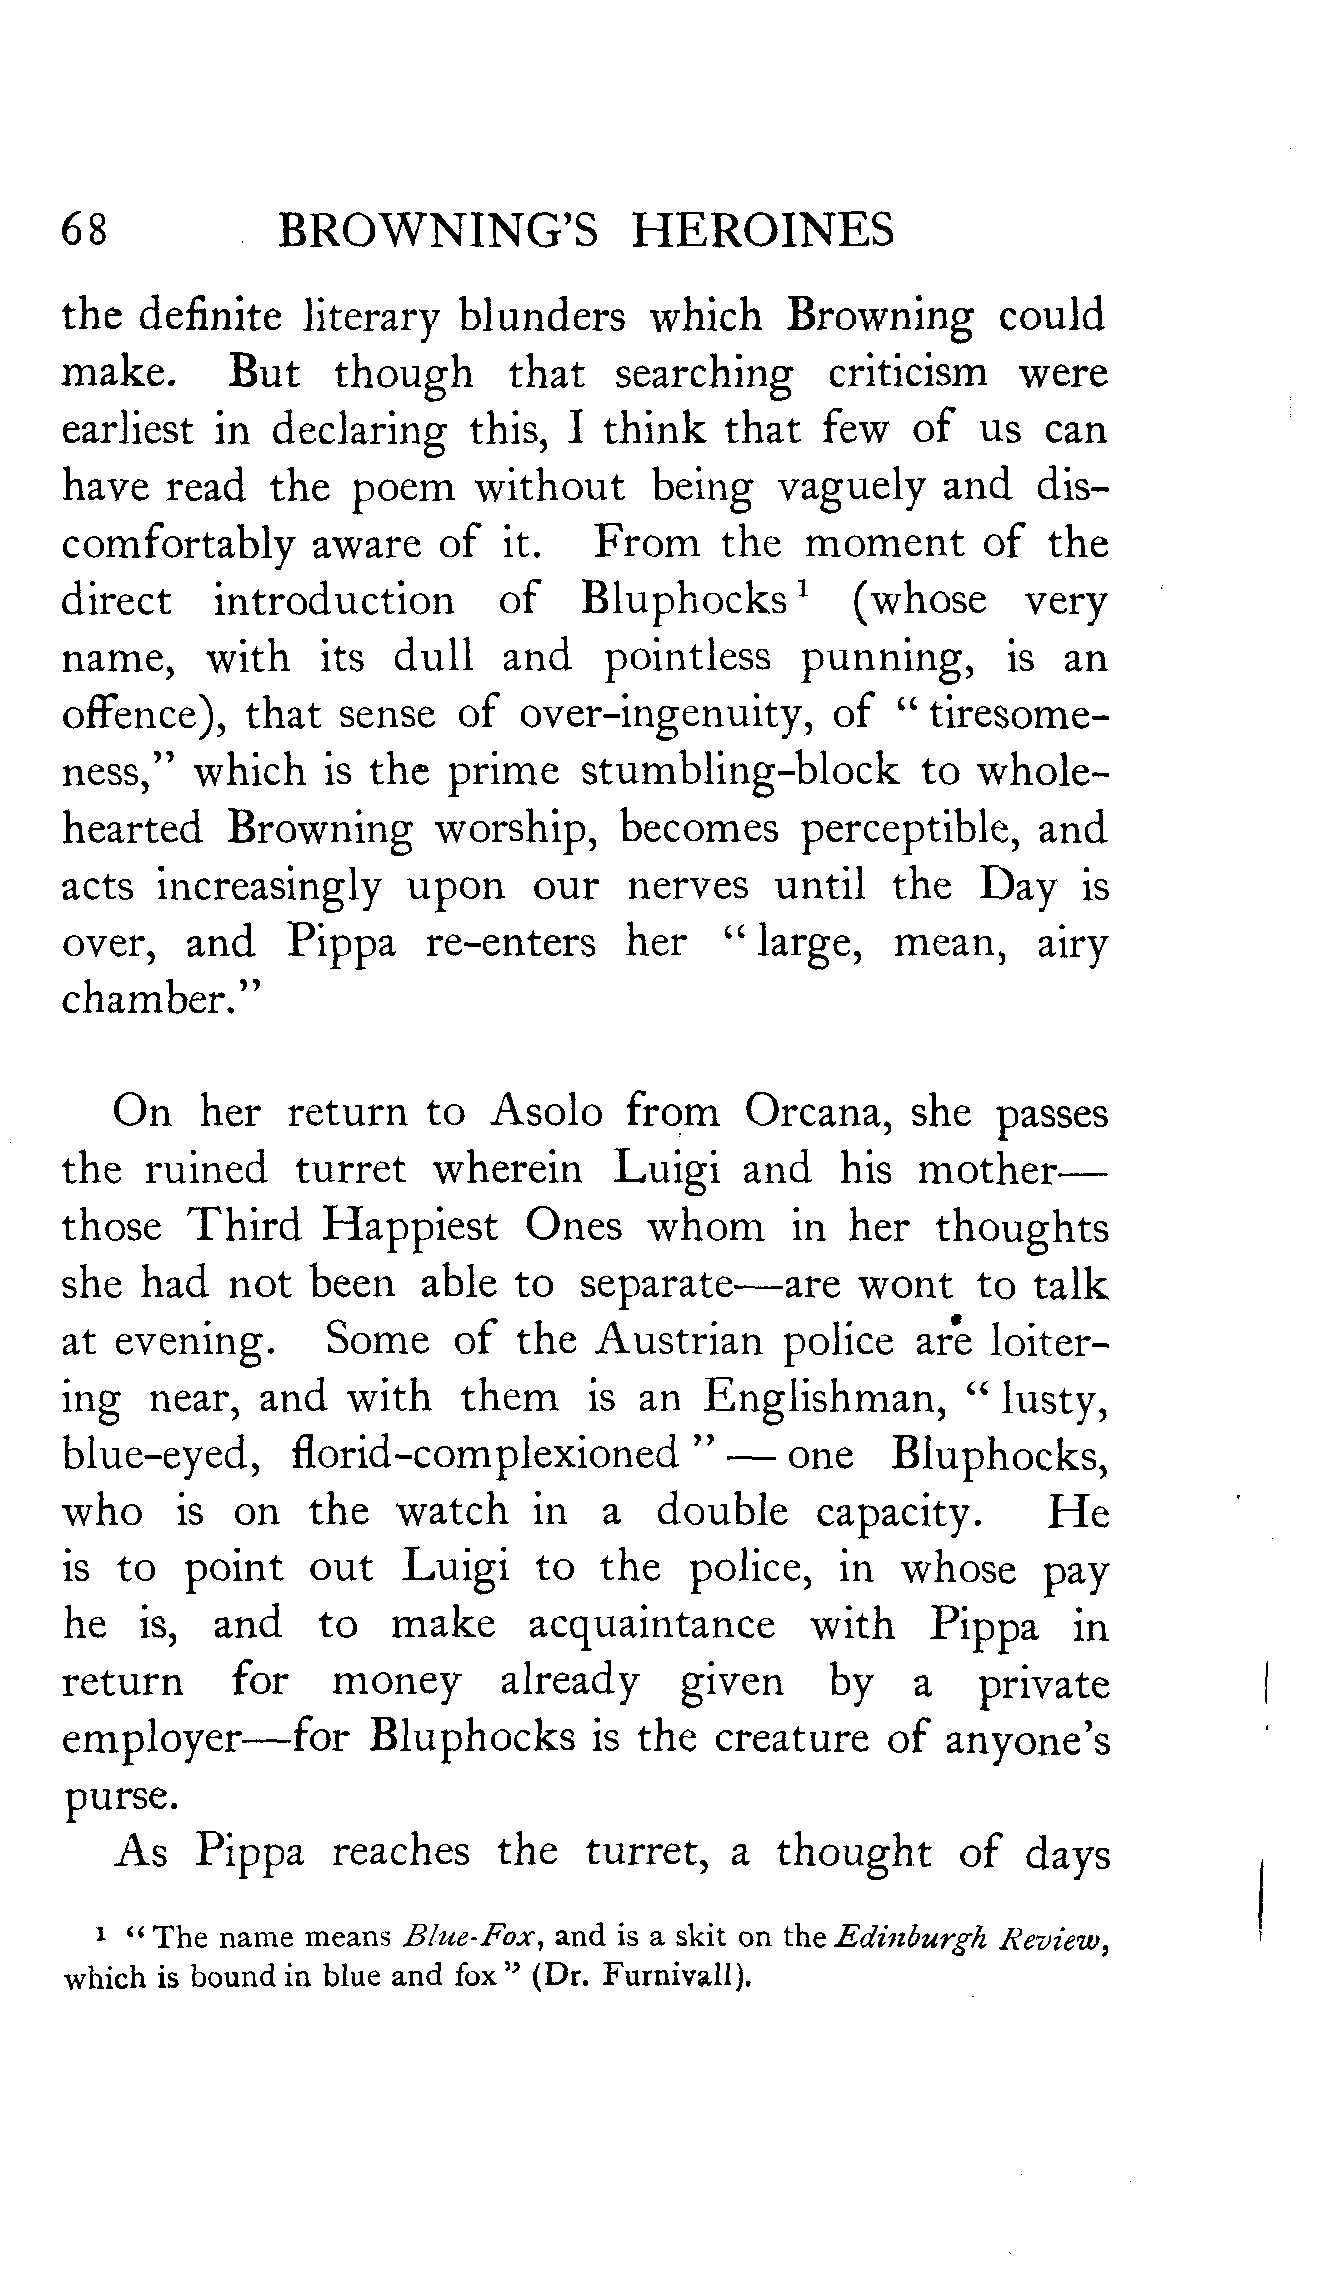 68 BROWNING'S HEROINES
the definite literary blunders which Browning could
make. But though that searching criticism were
earliest in declaring this, I think that few of us can
have read the poem without being vaguely and dis-
comfortably aware of it. From the moment of the
direct introduction of Bluphocks ¹ (whose very
name, with its dull and pointless punning, is an
offence), that sense of over-ingenuity, of " tiresome-
ness," which is the prime stumbling-block to whole-
hearted Browning worship, becomes perceptible, and
acts increasingly upon our nerves until the Day is
over, and Pippa re-enters her " large, mean, airy
chamber."
On her return to Asolo from Orcana, she passes
the ruined turret wherein Luigi and his mother—
those Third Happiest Ones whom in her thoughts
she had not been able to separate—are wont to talk
at evening. Some of the Austrian police are loiter-
ing near, and with them is an Englishman, " lusty,
blue-eyed, florid-complexioned " — one Bluphocks,
who is on the watch in a double capacity. He
is to point out Luigi to the police, in whose pay
he is, and to make acquaintance with Pippa in
return for money already given by a private
employer—for Bluphocks is the creature of anyone's
purse.
As Pippa reaches the turret, a thought of days
¹ " The name means Blue-Fox, and is a skit on the Edinburgh Review,
which is bound in blue and fox " (Dr. Furnivall).